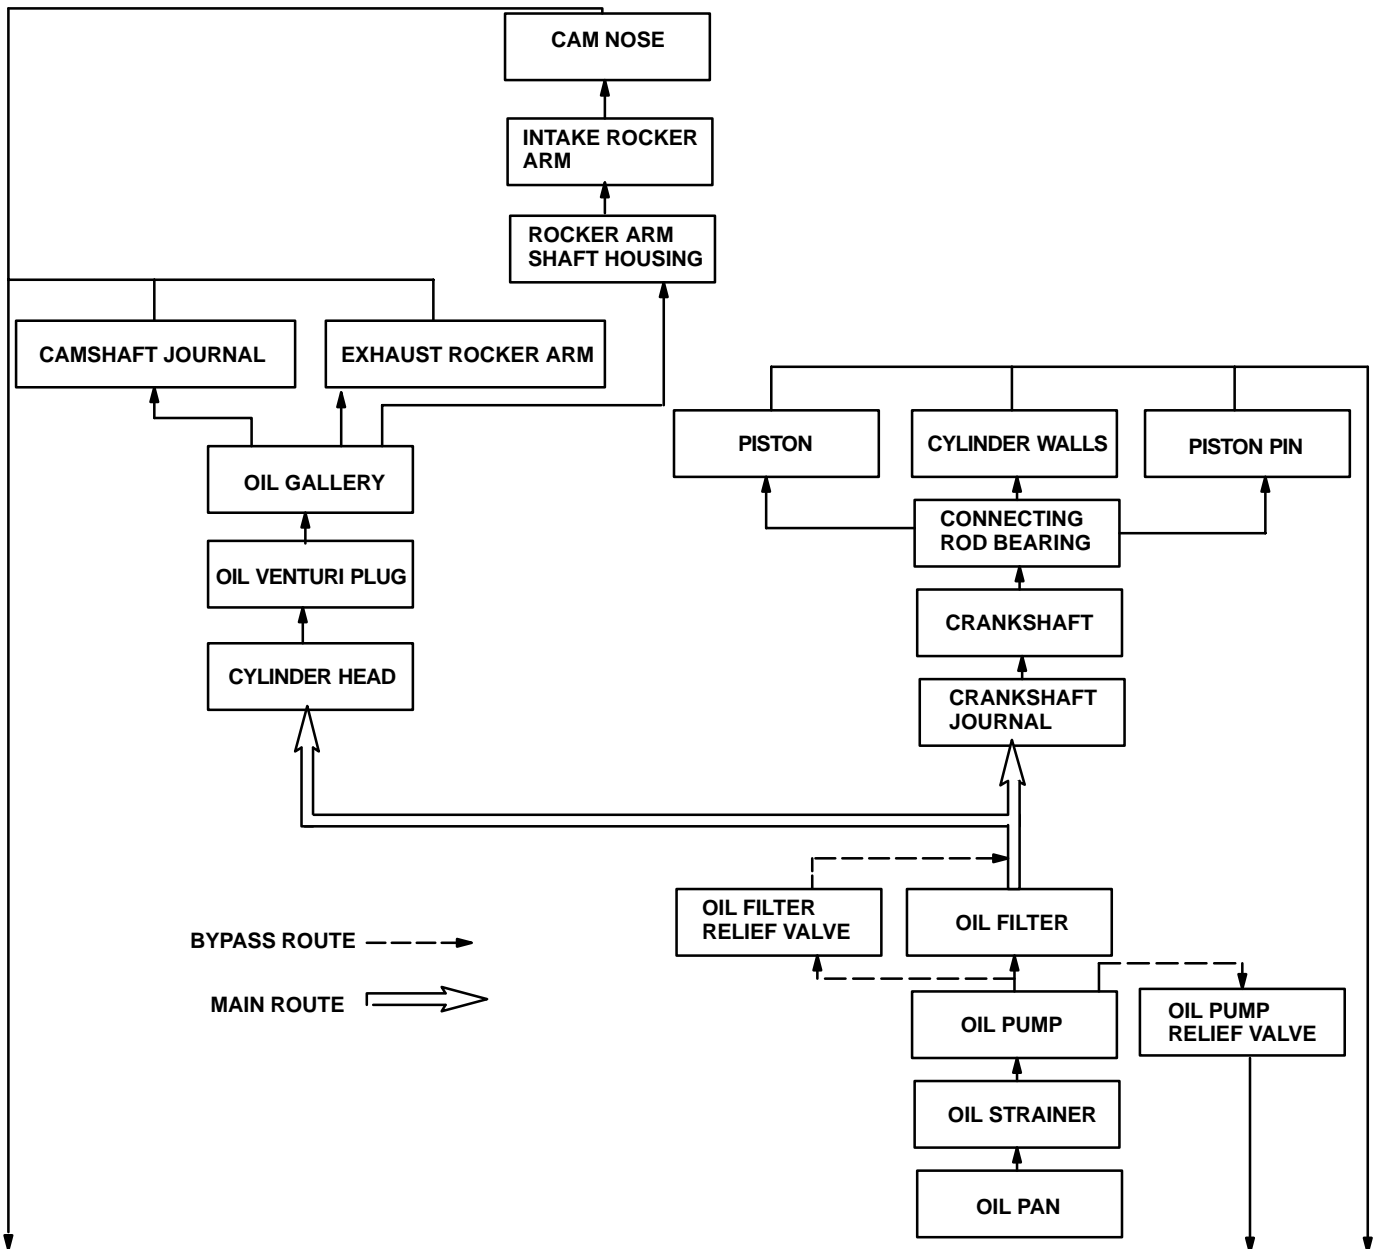 CAM NOSE
INTAKE ROCKER
ARM
ROCKER ARM
SHAFT HOUSING
CAMSHAFT JOURNAL
EXHAUST ROCKER ARM
PISTON
CYLINDER WALLS
PISTON PIN
OIL GALLERY
CONNECTING
ROD BEARING
OIL VENTURI PLUG
CRANKSHAFT
CYLINDER HEAD
CRANKSHAFT
JOURNAL
OIL FILTER
RELIEF VALVE
OIL FILTER
BYPASS ROUTE
MAIN ROUTE
OIL PUMP
OIL PUMP
RELIEF VALVE
OIL STRAINER
OIL PAN